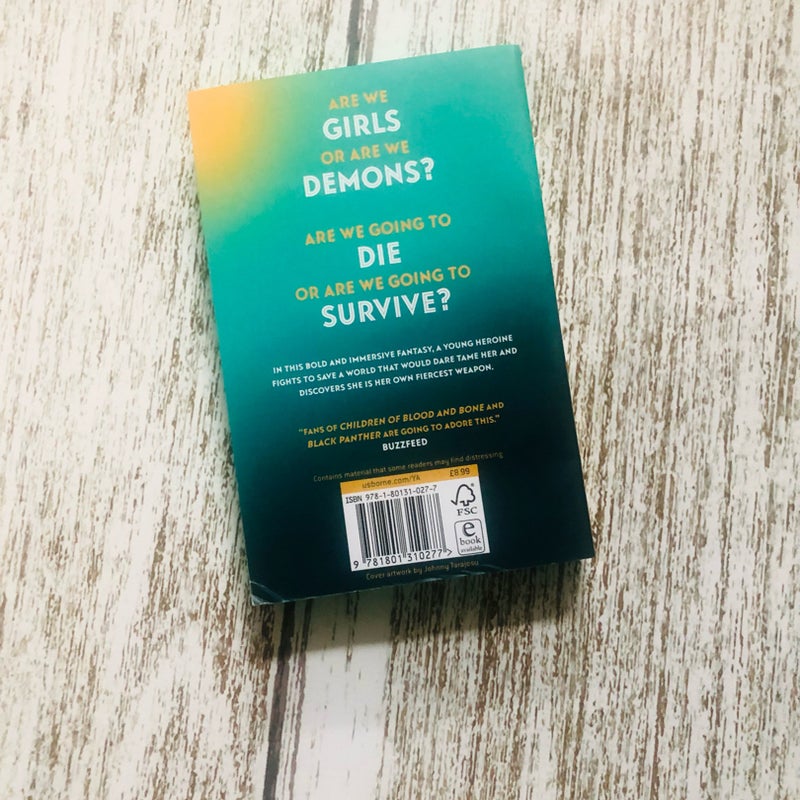 ARE WE
GIRLS
OR ARE WE
DEMONS?
ARE WE GOING TO
DIE
OR ARE WE GOING TO
SURVIVE?
IN THIS BOLD AND IMMERSIVE FANTASY, A YOUNG HEROINE
FIGHTS TO SAVE A WORLD THAT WOULD DARE TAME HER AND
DISCOVERS SHE IS HER OWN FIERCEST WEAPON.
"FANS OF CHILDREN OF BLOOD AND BONE AND
BLACK PANTHER ARE GOING TO ADORE THIS."
BUZZFEED
Contains material that some readers may find distressing
usborne.com/YA £8.99
ISBN 978-1-80131-027-7
FSC
e
book
available
9 781801 310277 >
Cover artwork by Johnny Tarajosu